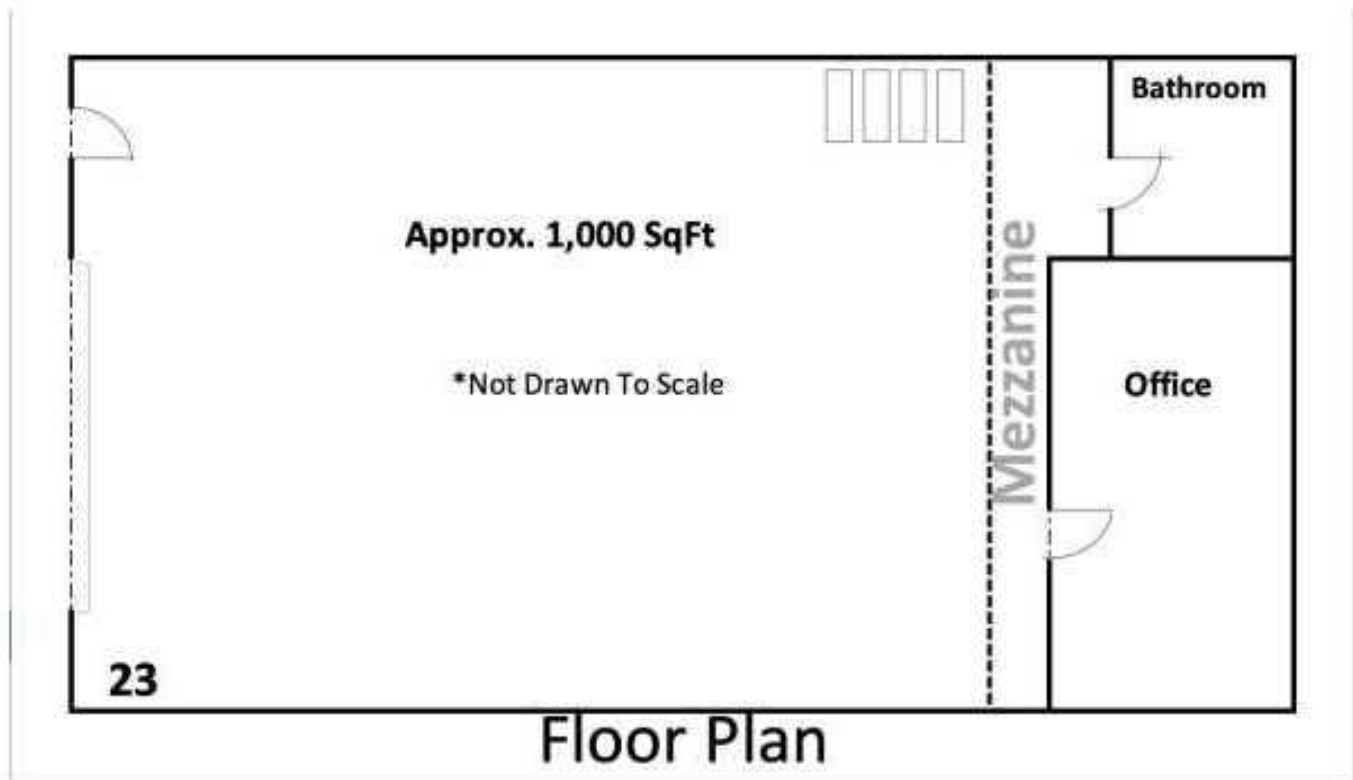 Bathroom
Approx. 1,000 SqFt
Mezzanine
*Not Drawn To Scale
Office
23
Floor Plan